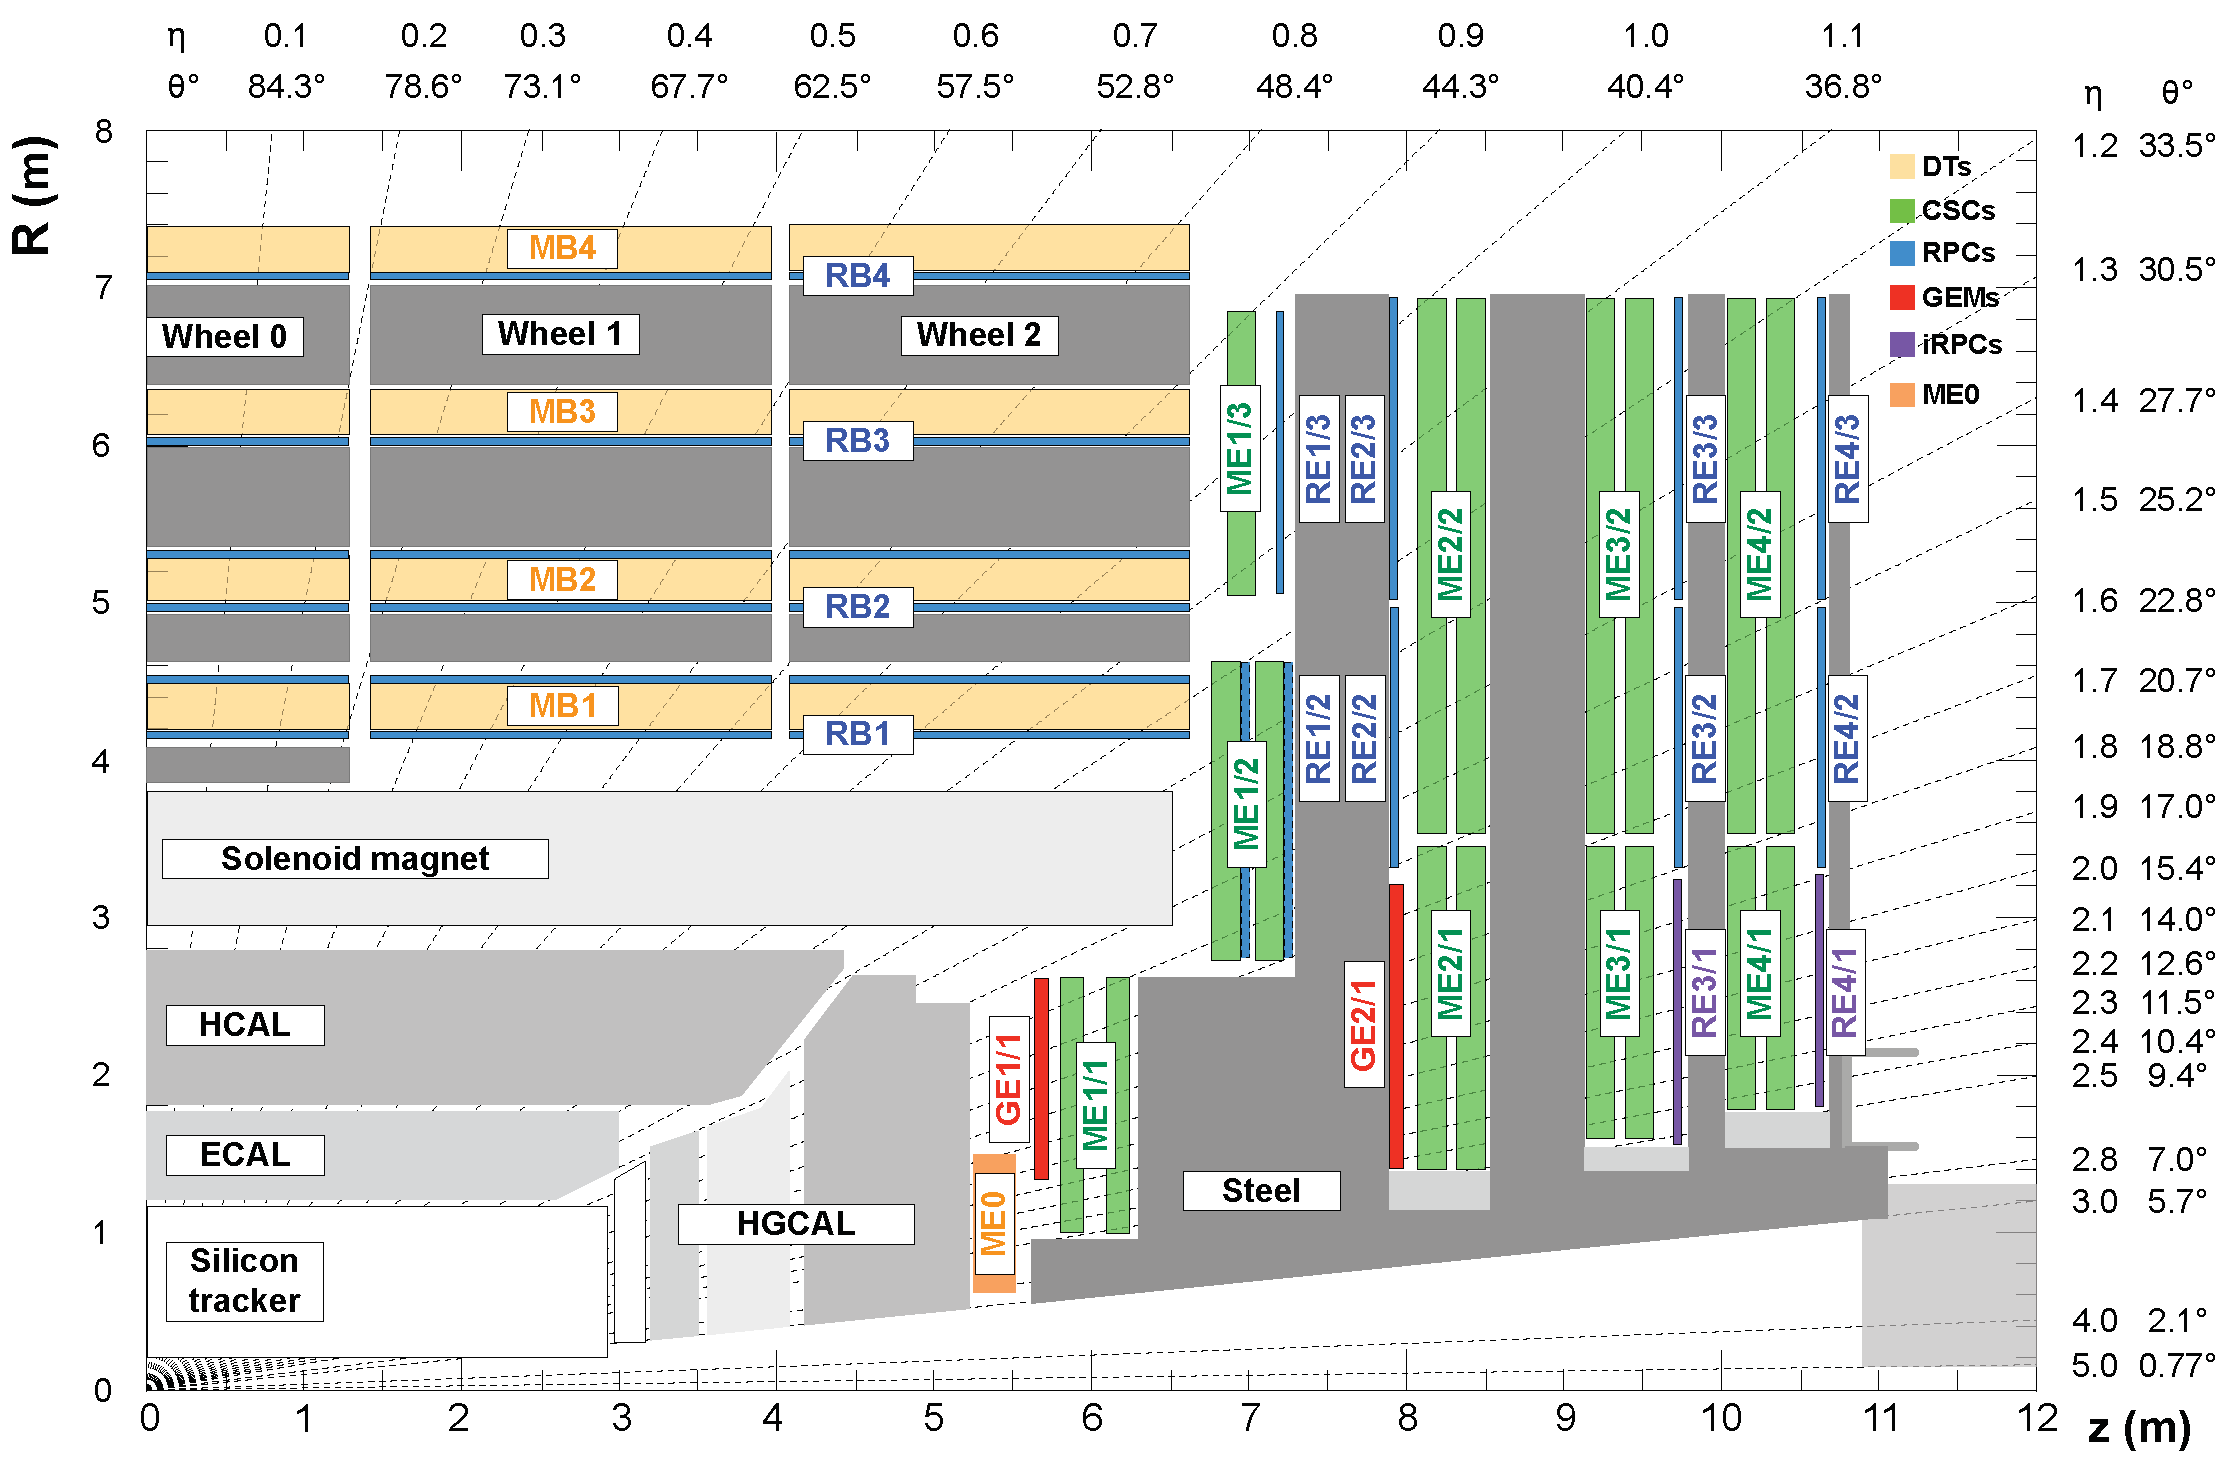 η 0.1 0.2 0.3 0.4 0.5 0.6 0.7 0.8 0.9 1.0 1.1
θ° 84.3° 78.6° 73.1° 67.7° 62.5° 57.5° 52.8° 48.4° 44.3° 40.4° 36.8°
η θ°
1.2 33.5°
1.3 30.5°
1.4 27.7°
1.5 25.2°
1.6 22.8°
1.7 20.7°
1.8 18.8°
1.9 17.0°
2.0 15.4°
2.1 14.0°
2.2 12.6°
2.3 11.5°
2.4 10.4°
2.5 9.4°
2.8 7.0°
3.0 5.7°
4.0 2.1°
5.0 0.77°
R (m)
8
7
6
5
4
3
2
1
0
DTs
CSCs
RPCs
GEMs
iRPCs
ME0
MB4
RB4
Wheel 0
Wheel 1
Wheel 2
MB3
RB3
MB2
RB2
MB1
RB1
Solenoid magnet
HCAL
ECAL
Silicon
tracker
HGCAL
Steel
ME1/3
RE1/3
RE2/3
ME2/2
ME3/2
RE3/3
ME4/2
RE4/3
ME1/2
RE1/2
RE2/2
RE3/2
RE4/2
GE1/1
ME1/1
ME0
GE2/1
ME2/1
ME3/1
RE3/1
ME4/1
RE4/1
0 1 2 3 4 5 6 7 8 9 10 11 12
z (m)